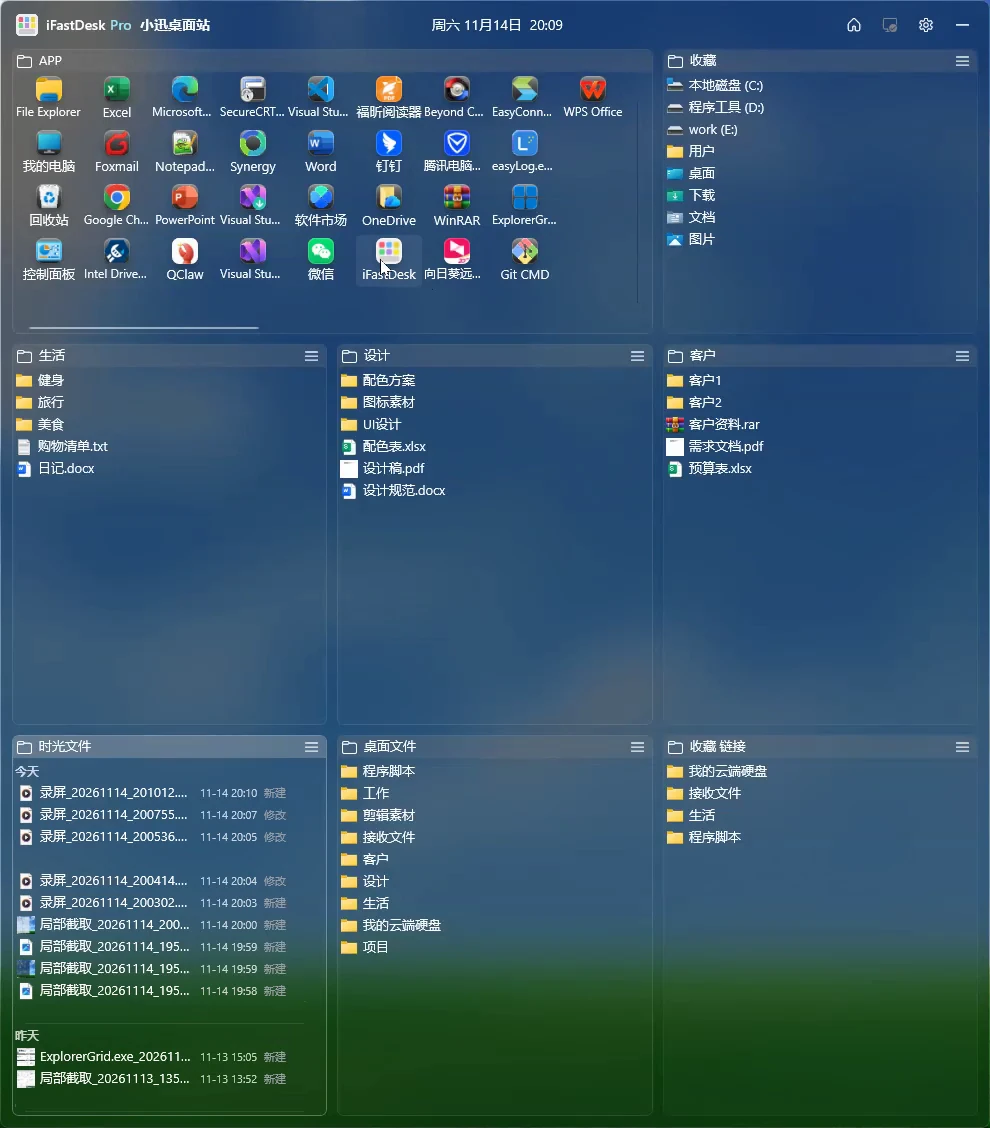 iFastDesk Pro 小迅桌面站 周六 11月14日 20:09
APP
File Explorer Excel Microsoft... SecureCRT... Visual Stu... 福昕阅读器 Beyond C... EasyConn... WPS Office
我的电脑 Foxmail Notepad... Synergy Word 钉钉 腾讯电脑... easyLog.e...
回收站 Google Ch... PowerPoint Visual Stu... 软件市场 OneDrive WinRAR ExplorerGr...
控制面板 Intel Drive... QClaw Visual Stu... 微信 iFastDesk 向日葵远... Git CMD
收藏
本地磁盘 (C:)
程序工具 (D:)
work (E:)
用户
桌面
下载
文档
图片
生活
健身
旅行
美食
购物清单.txt
日记.docx
设计
配色方案
图标素材
UI设计
配色表.xlsx
设计稿.pdf
设计规范.docx
客户
客户1
客户2
客户资料.rar
需求文档.pdf
预算表.xlsx
时光文件
今天
录屏_20261114_201012.... 11-14 20:10 新建
录屏_20261114_200755.... 11-14 20:07 修改
录屏_20261114_200536.... 11-14 20:05 修改
录屏_20261114_200414.... 11-14 20:04 修改
录屏_20261114_200302.... 11-14 20:03 新建
局部截取_20261114_200... 11-14 20:00 新建
局部截取_20261114_195... 11-14 19:59 新建
局部截取_20261114_195... 11-14 19:59 新建
局部截取_20261114_195... 11-14 19:58 新建
昨天
ExplorerGrid.exe_202611... 11-13 15:05 新建
局部截取_20261113_135... 11-13 13:52 新建
桌面文件
程序脚本
工作
剪辑素材
接收文件
客户
设计
生活
我的云端硬盘
项目
收藏 链接
我的云端硬盘
接收文件
生活
程序脚本